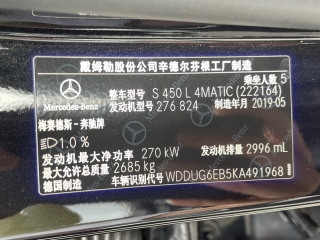 戴姆勒股份公司辛德尔芬根工厂制造
乘坐人数 5
整车型号 S 450 L 4MATIC (222164)
发动机型号 276 824 制造年月 2019-05
Mercedes-Benz
梅赛德斯-奔驰牌
1.0 %
发动机最大净功率 270 kW 发动机排量 2996 mL
最大允许总质量 2685 kg
德国制造 车辆识别代号 WDDUG6EB5KA491968